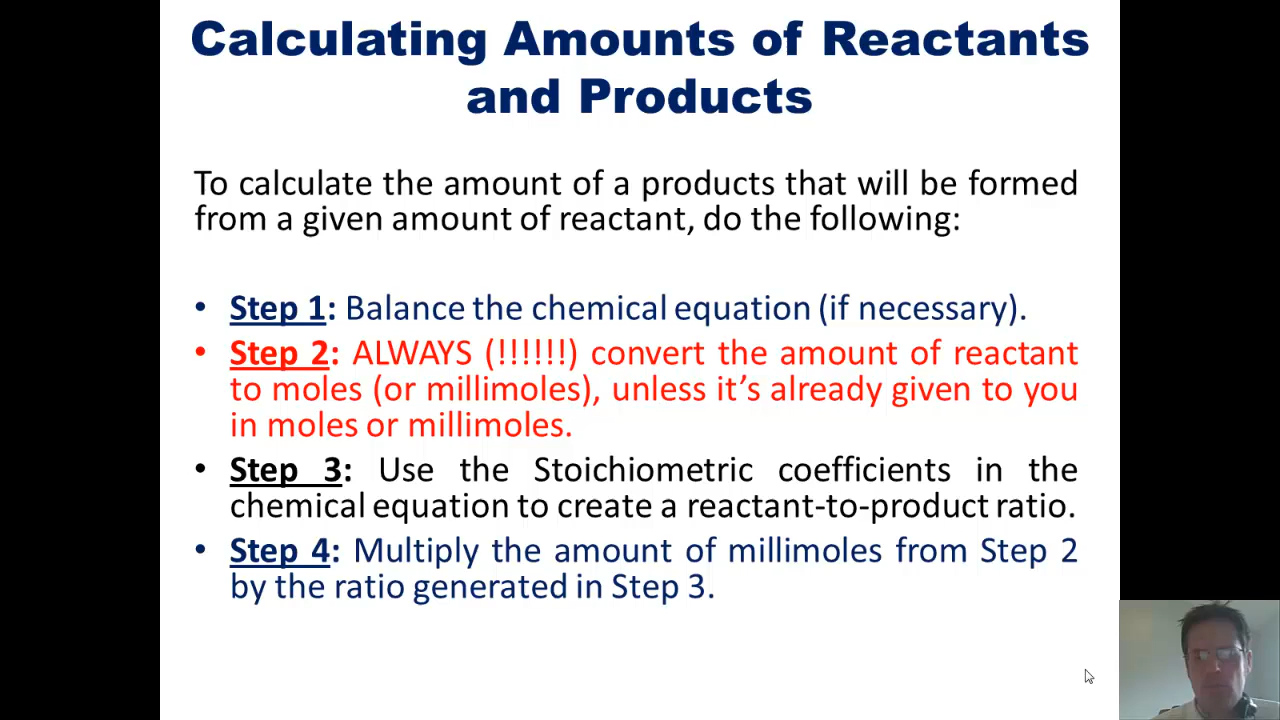 Calculating Amounts of Reactants
and Products
To calculate the amount of a products that will be formed
from a given amount of reactant, do the following:
• Step 1: Balance the chemical equation (if necessary).
• Step 2: ALWAYS (!!!!!!) convert the amount of reactant
to moles (or millimoles), unless it’s already given to you
in moles or millimoles.
• Step 3: Use the Stoichiometric coefficients in the
chemical equation to create a reactant-to-product ratio.
• Step 4: Multiply the amount of millimoles from Step 2
by the ratio generated in Step 3.